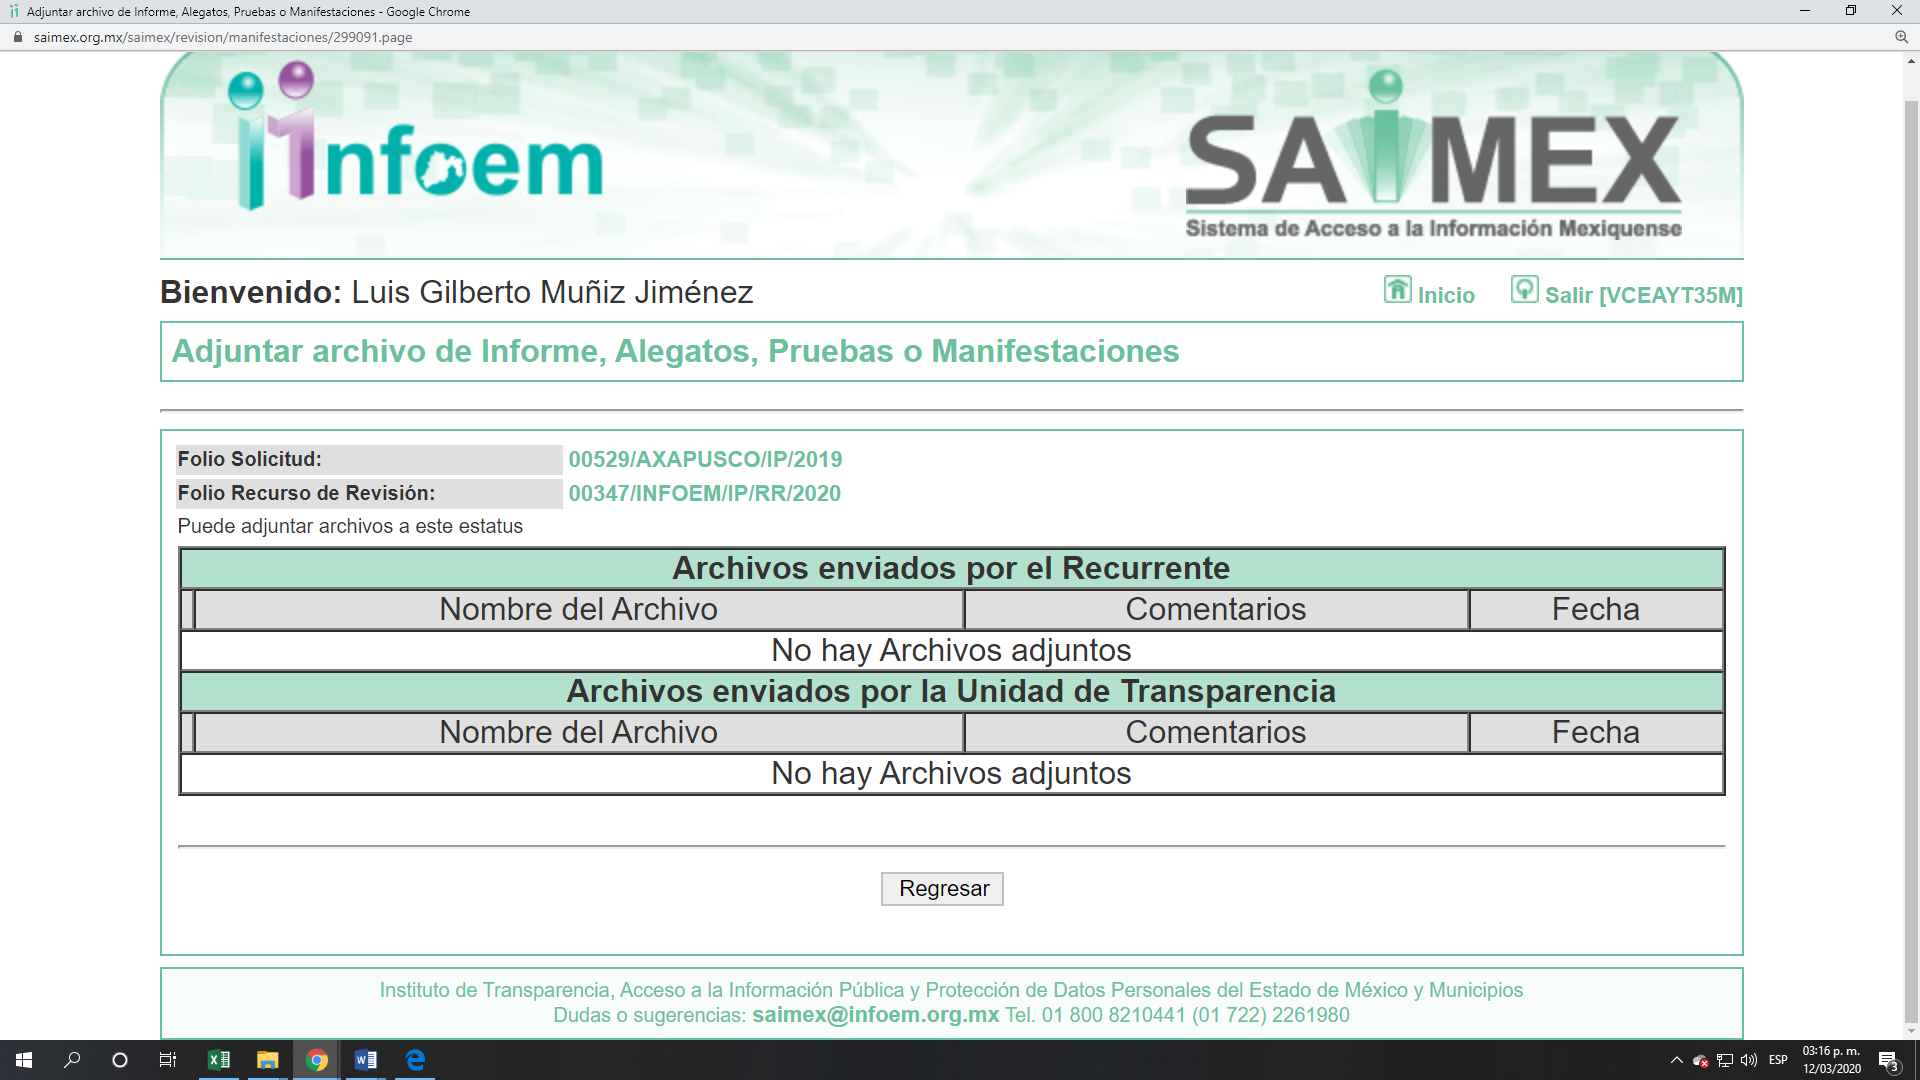 Adjuntar archivo de Informe, Alegatos, Pruebas o Manifestaciones - Google Chrome
saimex.org.mx/saimex/revision/manifestaciones/299091.page
infoem
SAIMEX
Sistema de Acceso a la Información Mexiquense
Bienvenido: Luis Gilberto Muñiz Jiménez
Inicio Salir [VCEAYT35M]
Adjuntar archivo de Informe, Alegatos, Pruebas o Manifestaciones
Folio Solicitud: 00529/AXAPUSCO/IP/2019
Folio Recurso de Revisión: 00347/INFOEM/IP/RR/2020
Puede adjuntar archivos a este estatus
Archivos enviados por el Recurrente
Nombre del Archivo Comentarios Fecha
No hay Archivos adjuntos
Archivos enviados por la Unidad de Transparencia
Nombre del Archivo Comentarios Fecha
No hay Archivos adjuntos
Regresar
Instituto de Transparencia, Acceso a la Información Pública y Protección de Datos Personales del Estado de México y Municipios
Dudas o sugerencias: saimex@infoem.org.mx Tel. 01 800 8210441 (01 722) 2261980
ESP
03:16 p. m.
12/03/2020
3